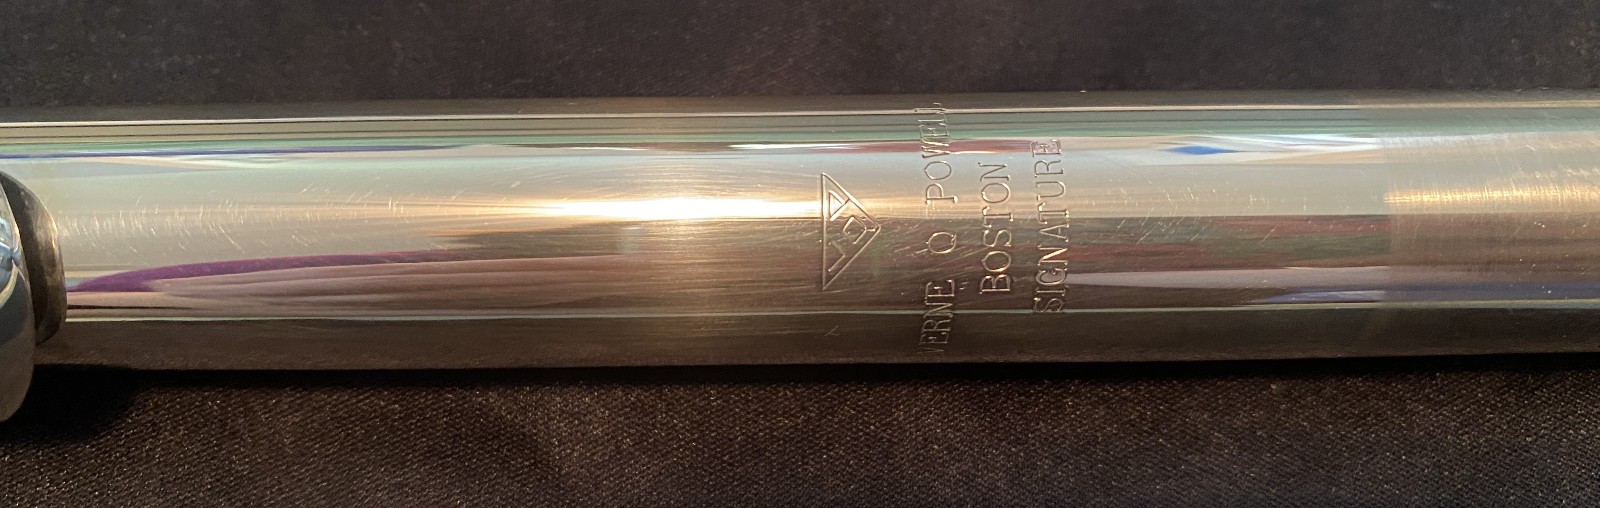 VERNE Q POWELL
BOSTON
SIGNATURE